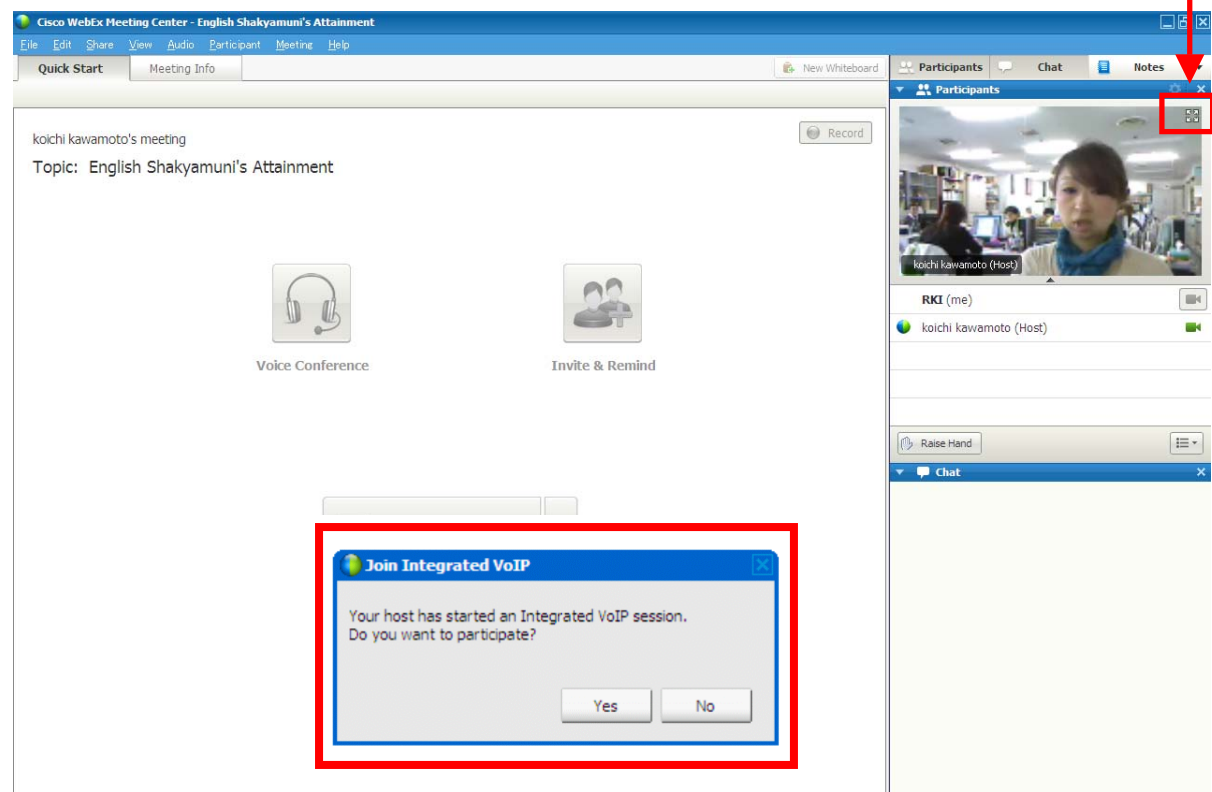 Cisco WebEx Meeting Center - English Shakyamuni's Attainment
File Edit Share View Audio Participant Meeting Help
Quick Start Meeting Info New Whiteboard
koichi kawamoto's meeting
Record
Topic: English Shakyamuni's Attainment
Voice Conference Invite & Remind
Join Integrated VoIP
Your host has started an Integrated VoIP session.
Do you want to participate?
Yes No
Participants Chat Notes
Participants
koichi kawamoto (Host)
RKI (me)
koichi kawamoto (Host)
Raise Hand
Chat